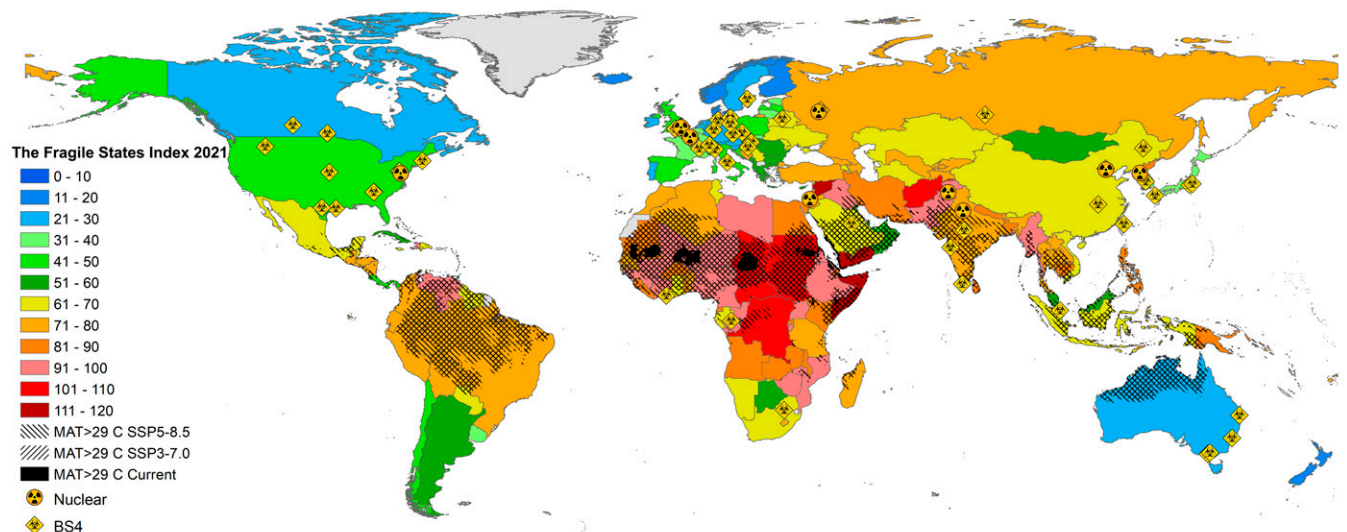 The Fragile States Index 2021
0 - 10
11 - 20
21 - 30
31 - 40
41 - 50
51 - 60
61 - 70
71 - 80
81 - 90
91 - 100
101 - 110
111 - 120
MAT>29 C SSP5-8.5
MAT>29 C SSP3-7.0
MAT>29 C Current
Nuclear
BS4